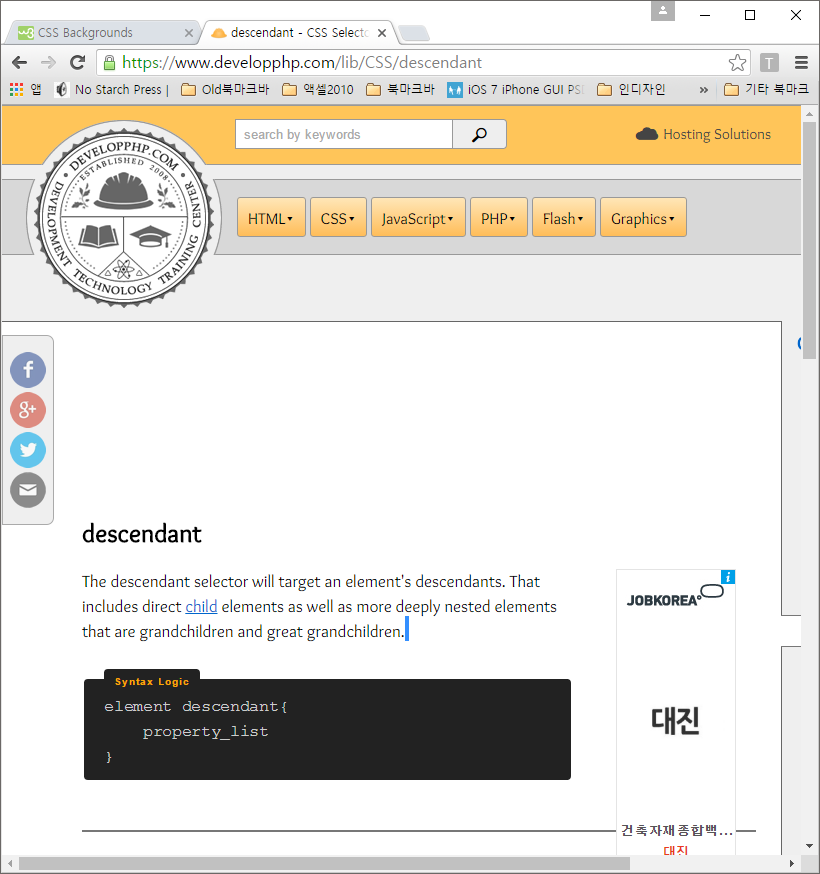 CSS Backgrounds
descendant - CSS Selecto
https://www.developphp.com/lib/CSS/descendant
앱 No Starch Press | Old북마크바 액셀2010 북마크바 iOS 7 iPhone GUI PS 인디자인 » 기타 북마크
search by keywords
Hosting Solutions
• DEVELOPPHP.COM •
ESTABLISHED 2008
DEVELOPMENT TECHNOLOGY TRAINING CENTER
HTML▾ CSS▾ JavaScript▾ PHP▾ Flash▾ Graphics▾
f
g+
descendant
The descendant selector will target an element's descendants. That
includes direct child elements as well as more deeply nested elements
that are grandchildren and great grandchildren.
Syntax Logic
element descendant{
property_list
}
JOBKOREA
대진
건축자재종합백...
대진